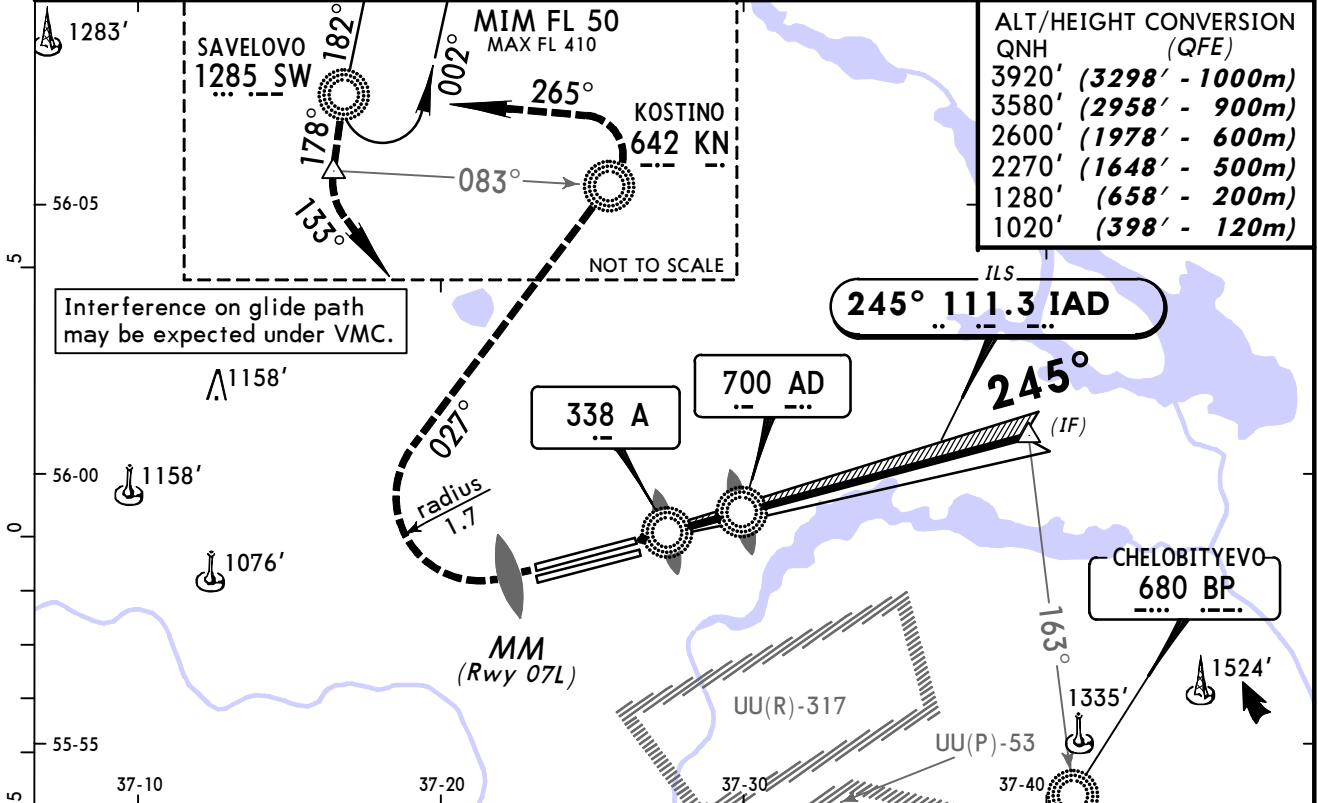 1283'
SAVELOVO
1285 SW
182°
MIM FL 50
MAX FL 410
002°
265°
KOSTINO
642 KN
178°
083°
133°
NOT TO SCALE
ALT/HEIGHT CONVERSION
QNH (QFE)
3920' (3298' - 1000m)
3580' (2958' - 900m)
2600' (1978' - 600m)
2270' (1648' - 500m)
1280' (658' - 200m)
1020' (398' - 120m)
56-05
5
Interference on glide path
may be expected under VMC.
ILS
245° 111.3 IAD
1158'
338 A
700 AD
245°
(IF)
027°
56-00
1158'
radius
1.7
0
1076'
CHELOBITYEVO
680 BP
163°
MM
(Rwy 07L)
1524'
1335'
UU(R)-317
UU(P)-53
55-55
5
37-10
37-20
37-30
37-40